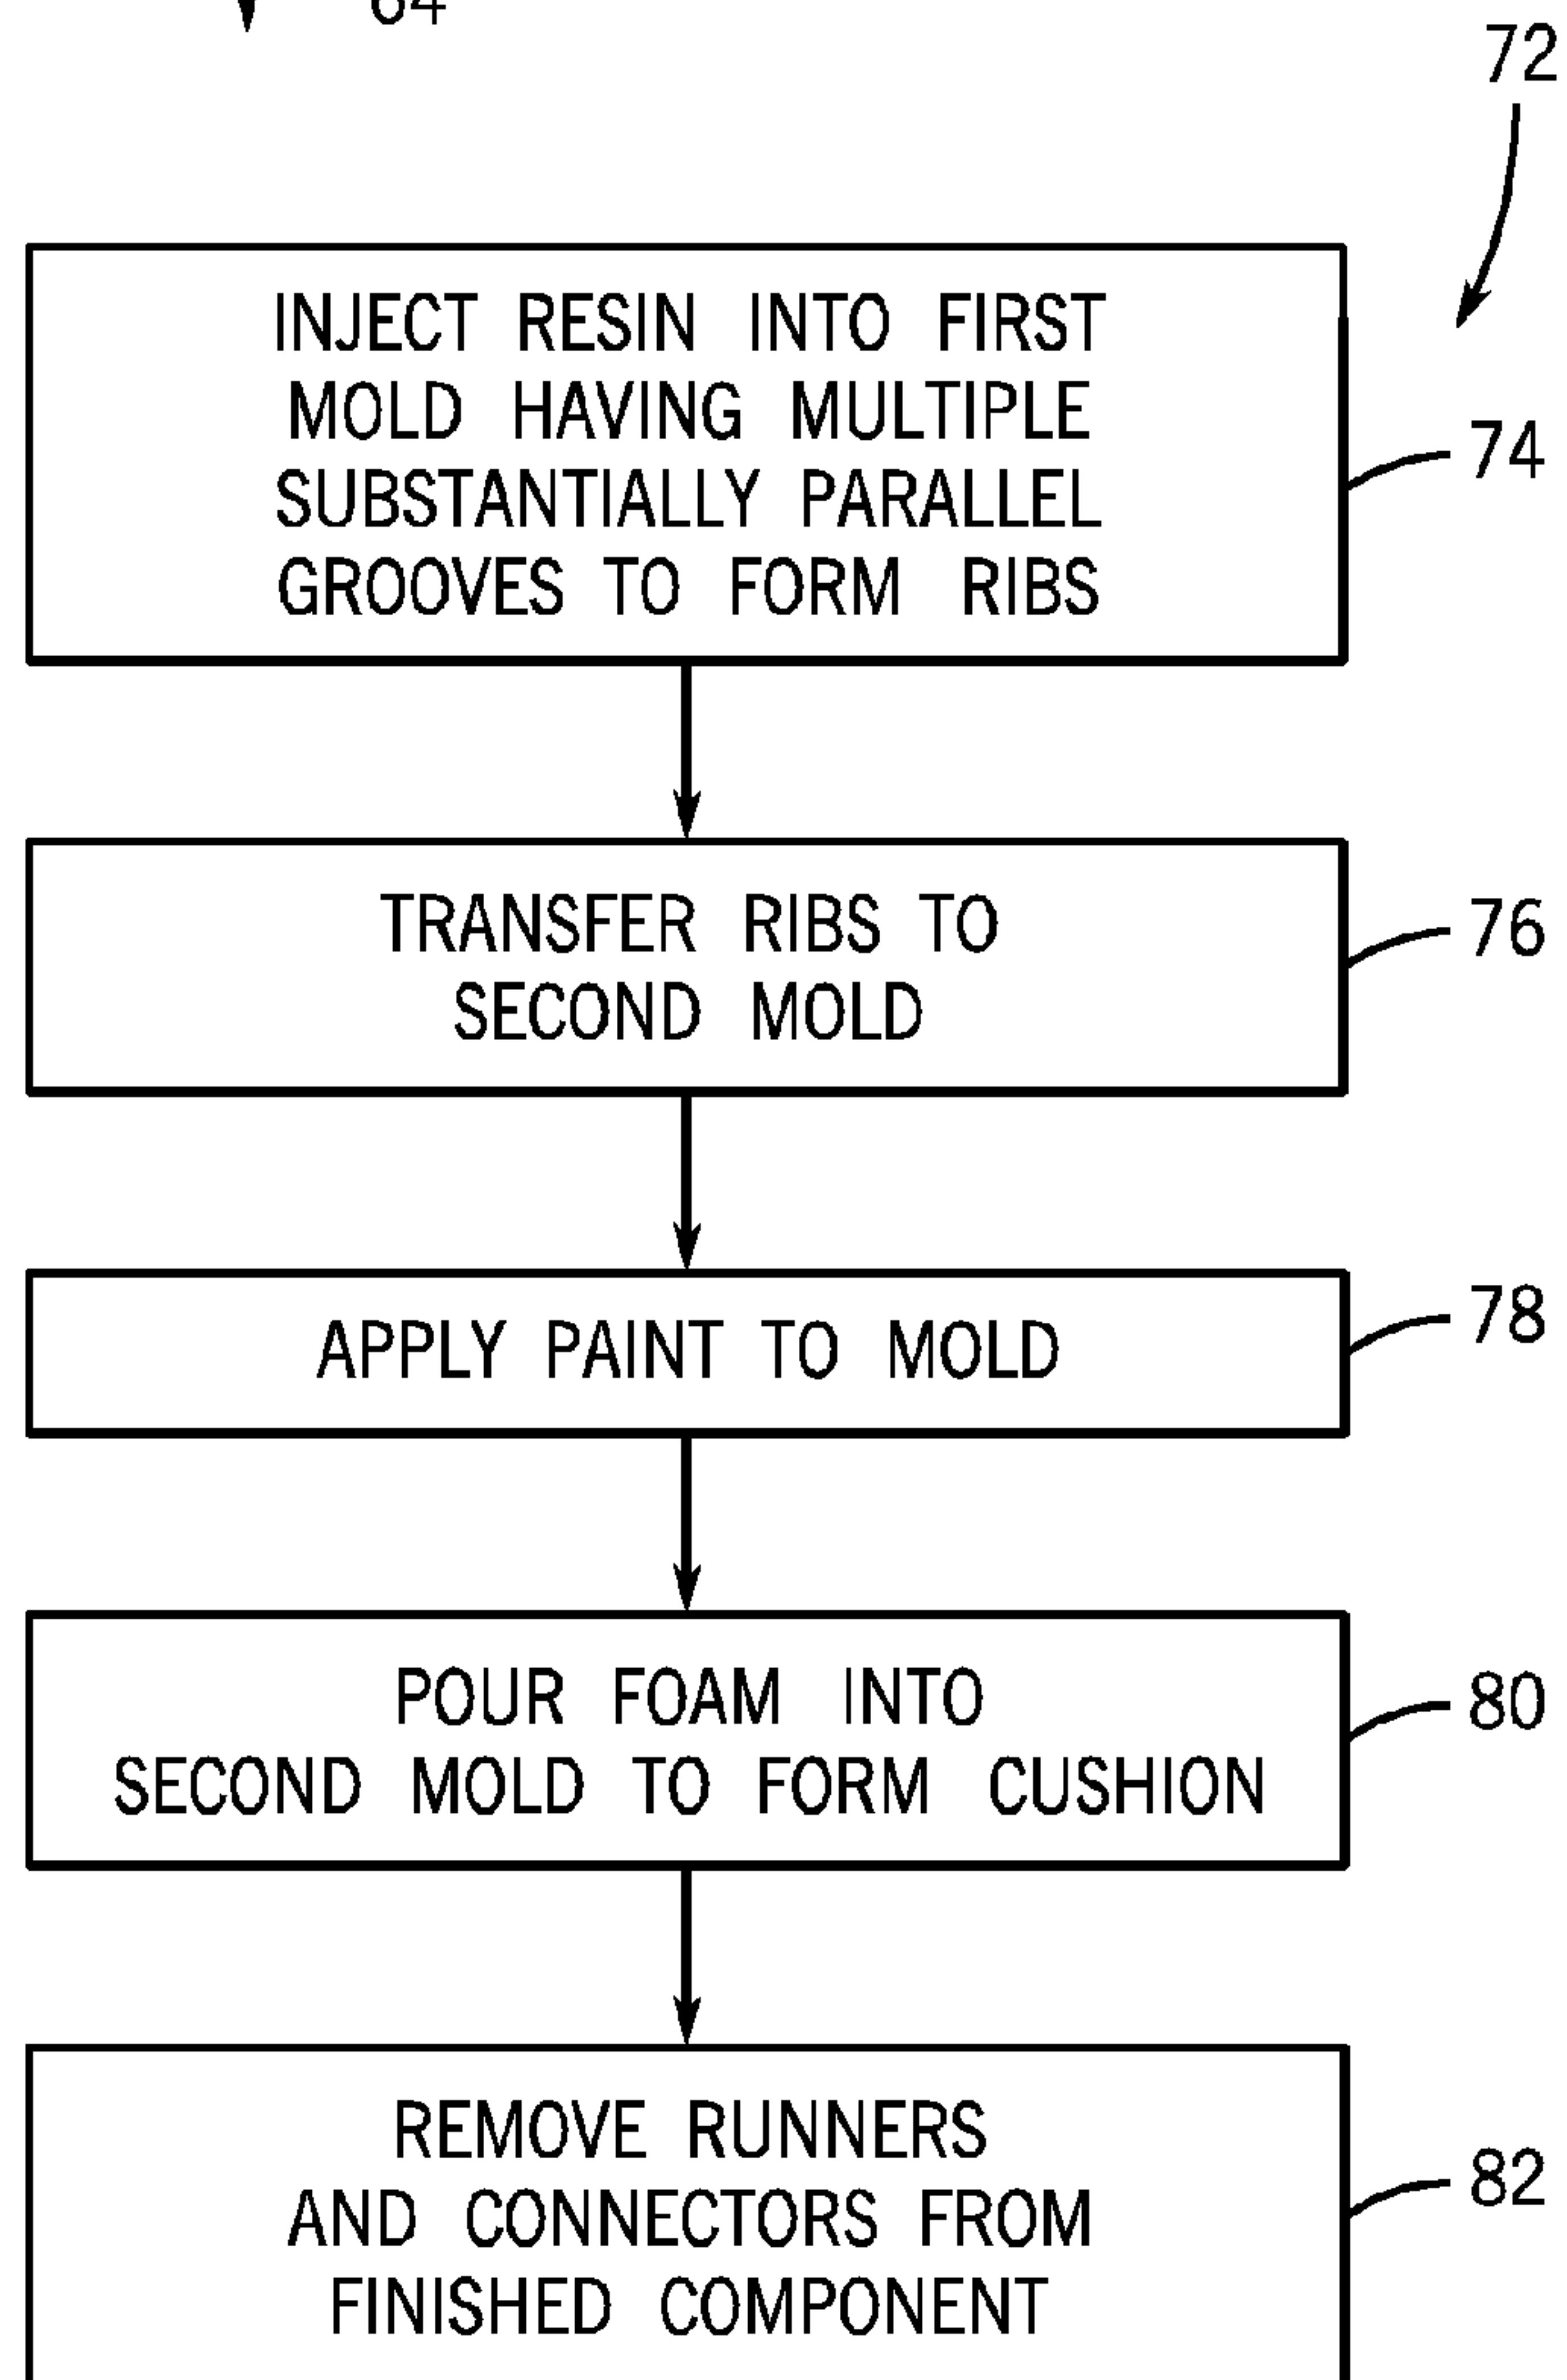 72
INJECT RESIN INTO FIRST
MOLD HAVING MULTIPLE
SUBSTANTIALLY PARALLEL
GROOVES TO FORM RIBS
74
TRANSFER RIBS TO
SECOND MOLD
76
APPLY PAINT TO MOLD
78
POUR FOAM INTO
SECOND MOLD TO FORM CUSHION
80
REMOVE RUNNERS
AND CONNECTORS FROM
FINISHED COMPONENT
82